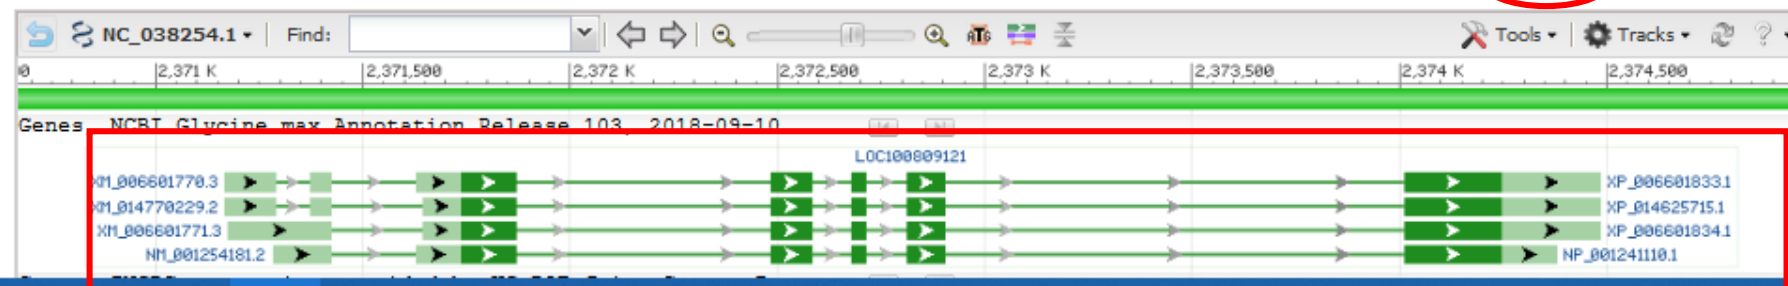 NC_038254.1 Find: Tools Tracks ?
2,371 K 2,371,500 2,372 K 2,372,500 2,373 K 2,373,500 2,374 K 2,374,500
Genes, NCBI Glycine max Annotation Release 103, 2018-09-10
LOC100809121
XM_006601770.3 XP_006601833.1
XM_014770229.2 XP_014625715.1
XM_006601771.3 XP_006601834.1
NM_001254181.2 NP_001241110.1